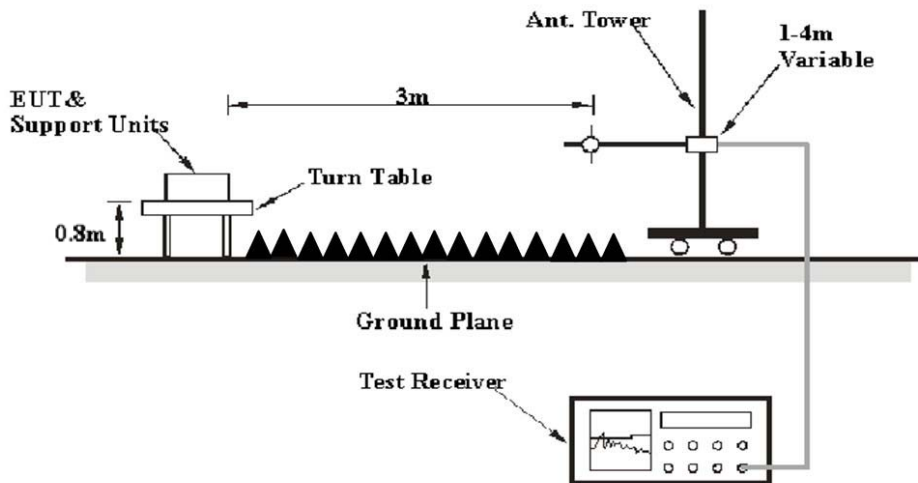 Ant. Tower
1-4m
Variable
EUT &
Support Units
3m
Turn Table
0.8m
Ground Plane
Test Receiver